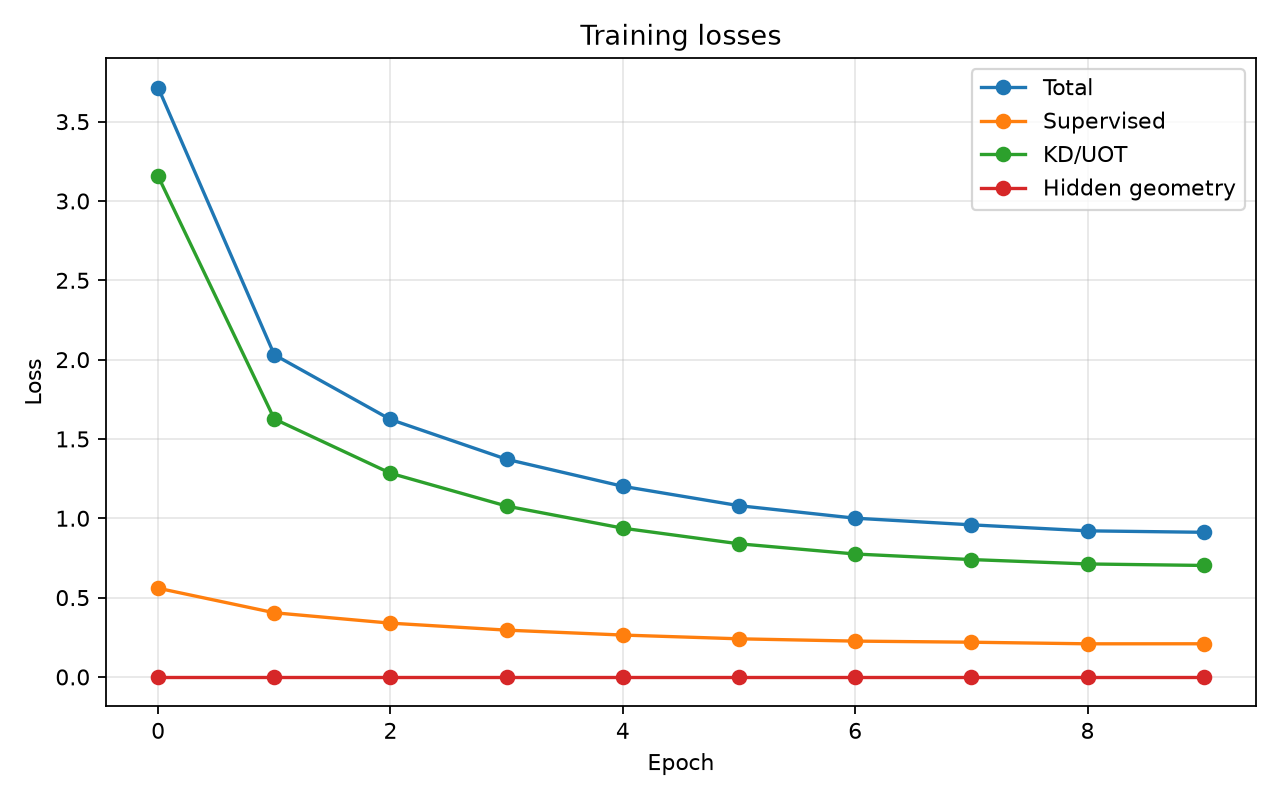 Training losses
Total
Supervised
KD/UOT
Hidden geometry
3.5
3.0
2.5
2.0
1.5
1.0
0.5
0.0
Loss
0 2 4 6 8
Epoch